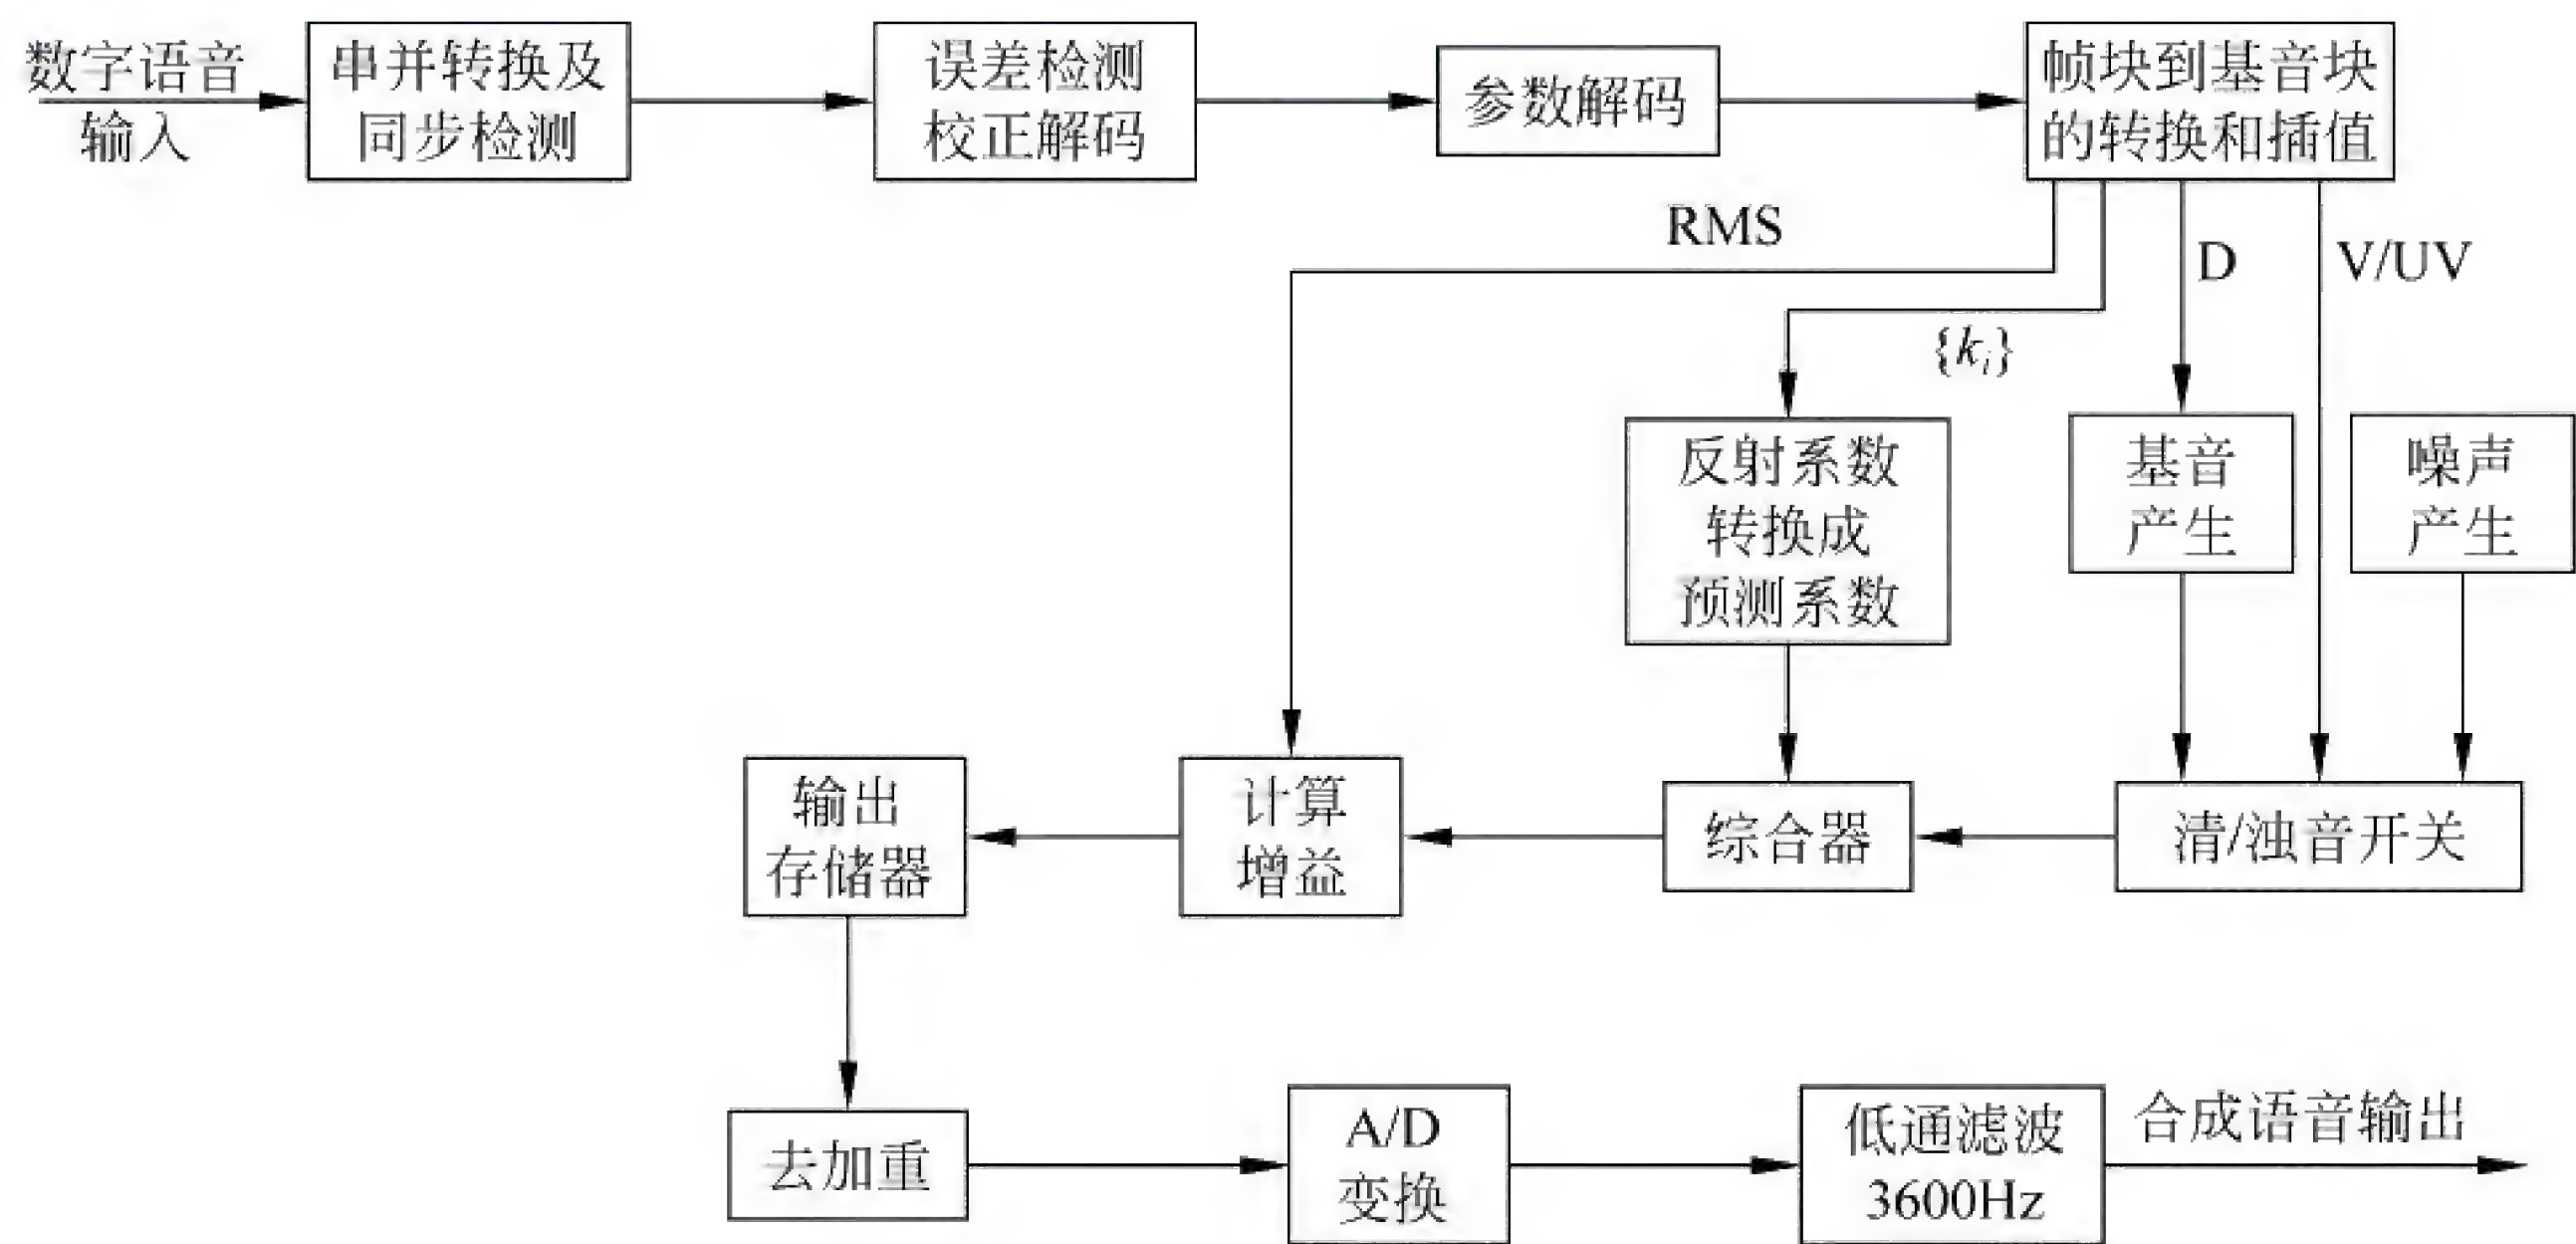 数字语音
输入
串并转换及
同步检测
误差检测
校正解码
参数解码
帧块到基音块
的转换和插值
RMS
{kᵢ}
D
V/UV
反射系数
转换成
预测系数
基音
产生
噪声
产生
输出
存储器
计算
增益
综合器
清/浊音开关
去加重
A/D
变换
低通滤波
3600Hz
合成语音输出